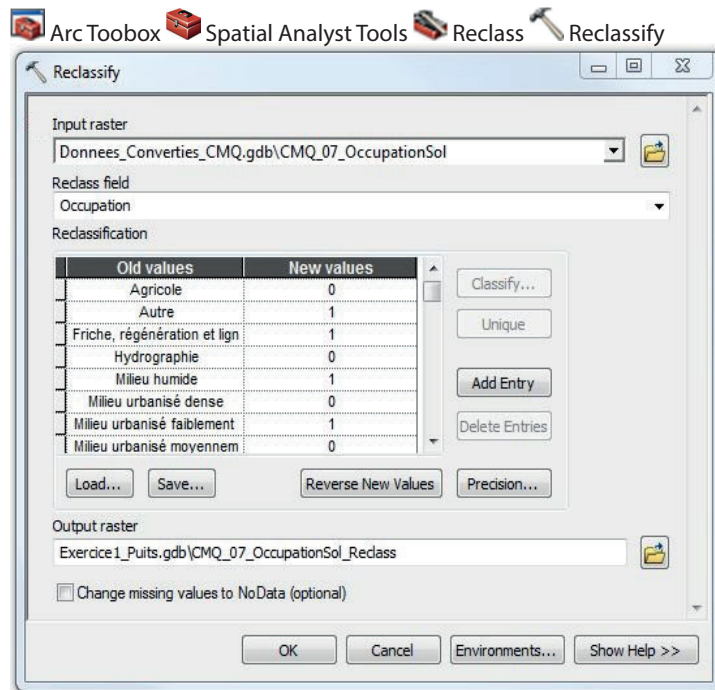 Arc Toobox Spatial Analyst Tools Reclass Reclassify
Reclassify
Input raster
Donnees_Converties_CMQ.gdb\CMQ_07_OccupationSol
Reclass field
Occupation
Reclassification
Old values New values
Agricole 0
Autre 1
Friche, régénération et lign 1
Hydrographie 0
Milieu humide 1
Milieu urbanisé dense 0
Milieu urbanisé faiblement 1
Milieu urbanisé moyennem 0
Classify...
Unique
Add Entry
Delete Entries
Load... Save... Reverse New Values Precision...
Output raster
Exercice1_Puits.gdb\CMQ_07_OccupationSol_Reclass
Change missing values to NoData (optional)
OK Cancel Environments... Show Help >>